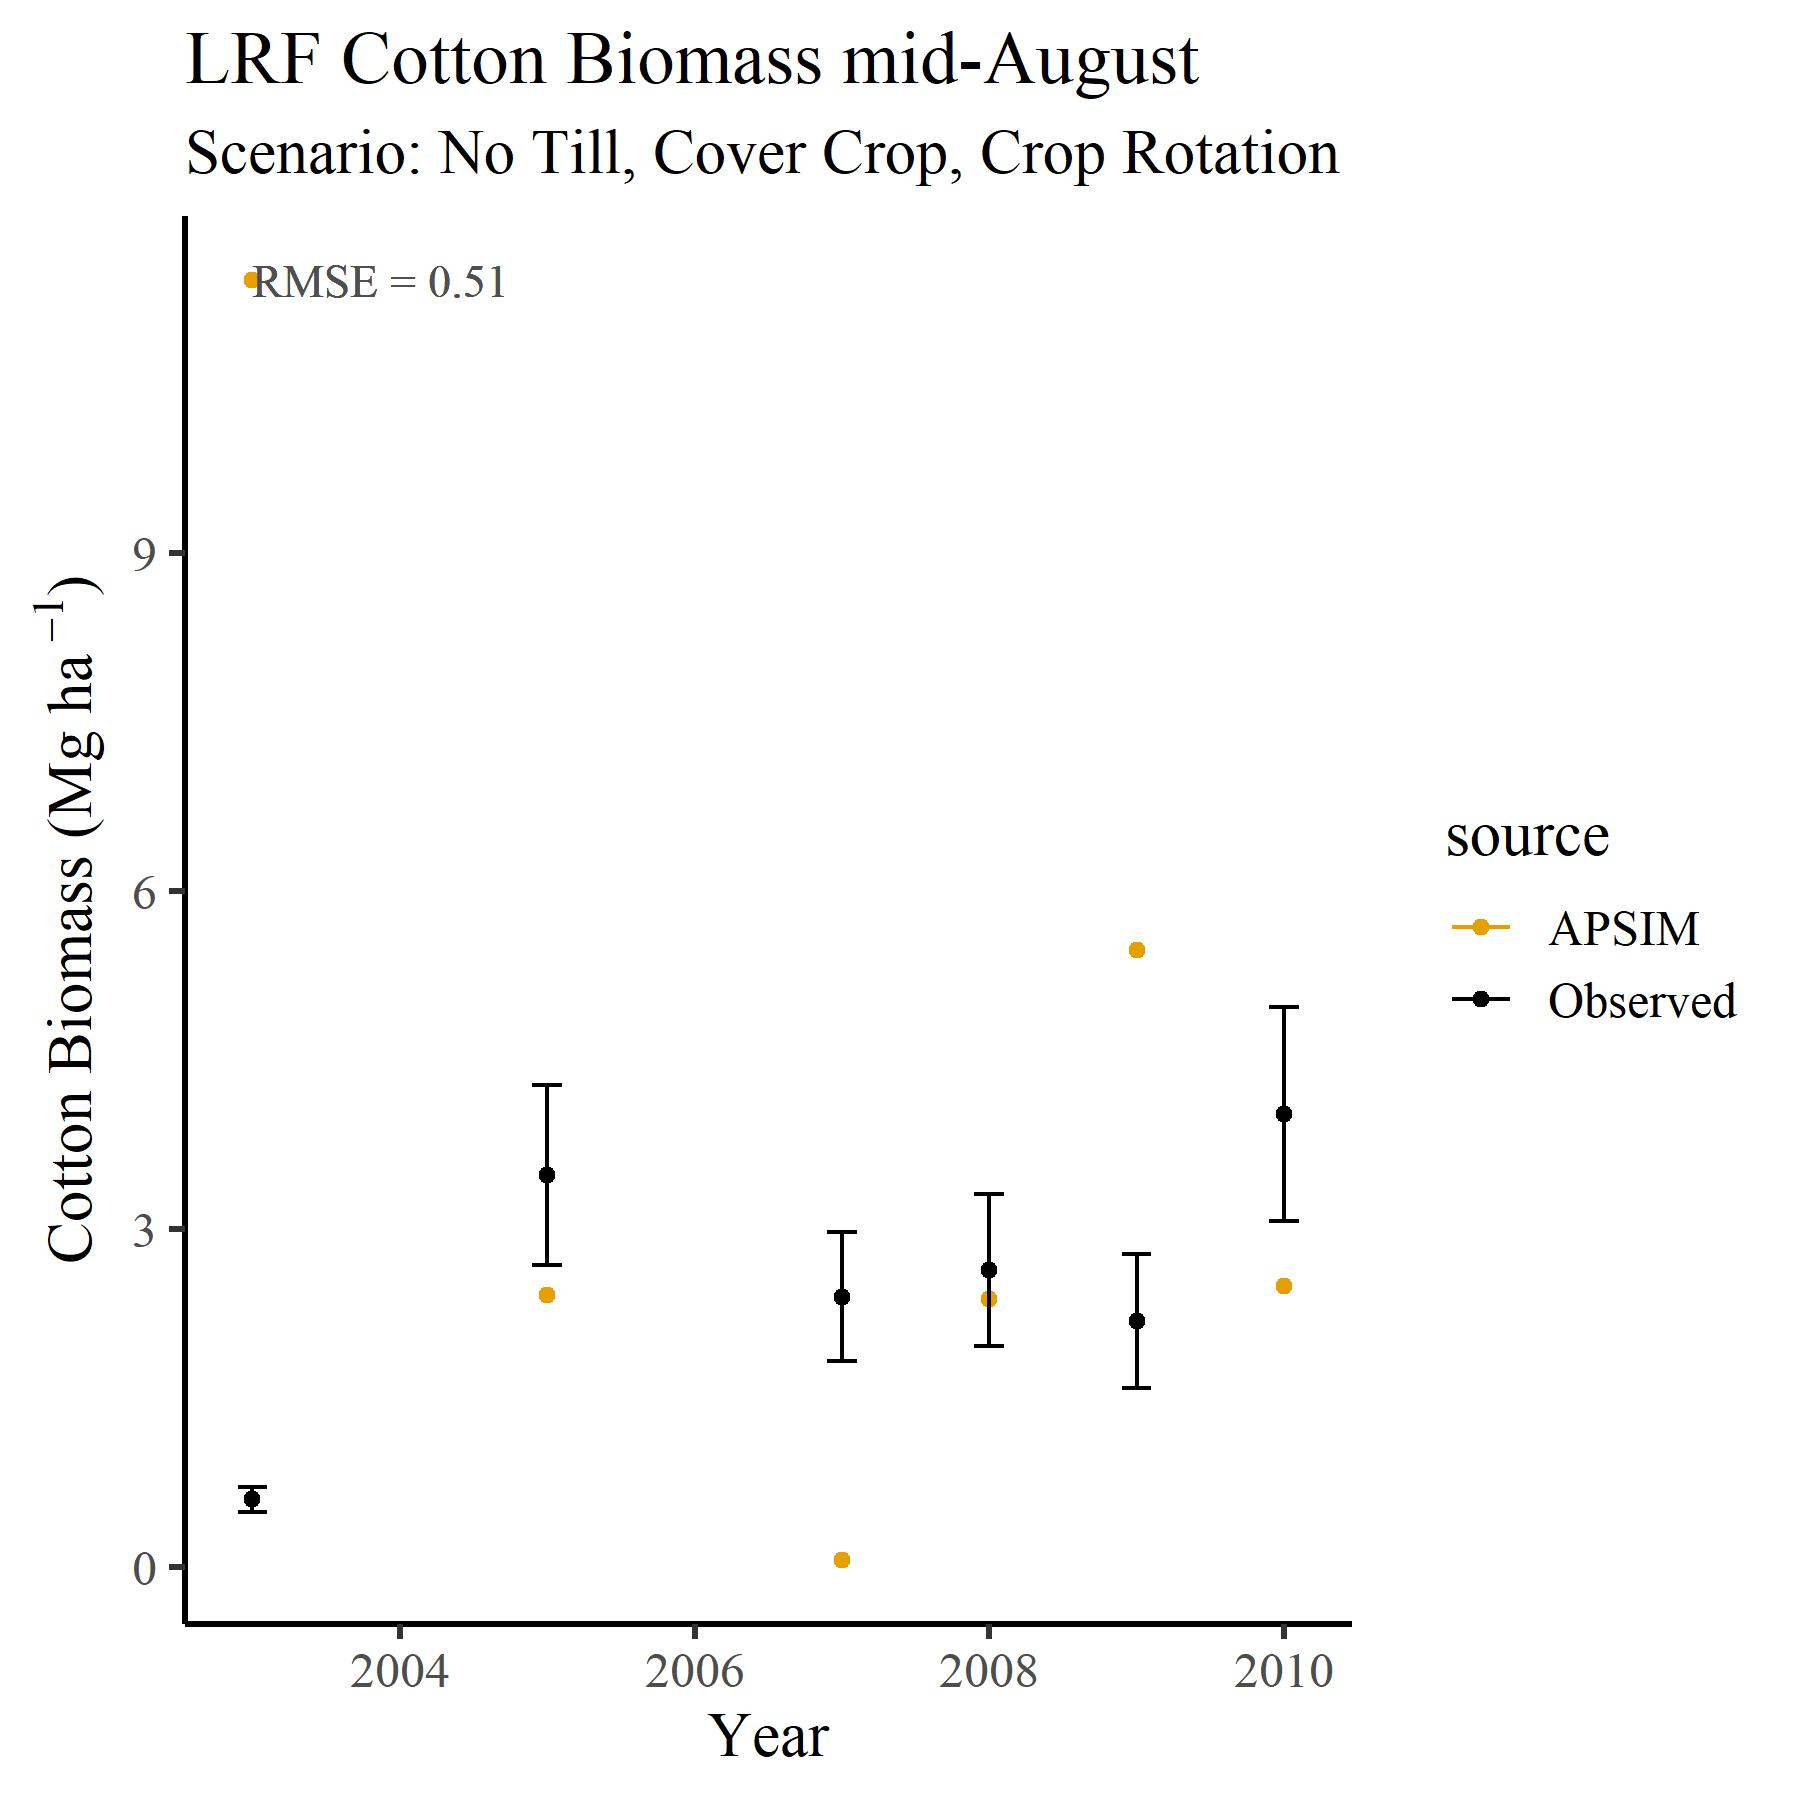 LRF Cotton Biomass mid-August
Scenario: No Till, Cover Crop, Crop Rotation
RMSE = 0.51
Cotton Biomass (Mg ha⁻¹)
9
6
3
0
2004 2006 2008 2010
Year
source
APSIM
Observed